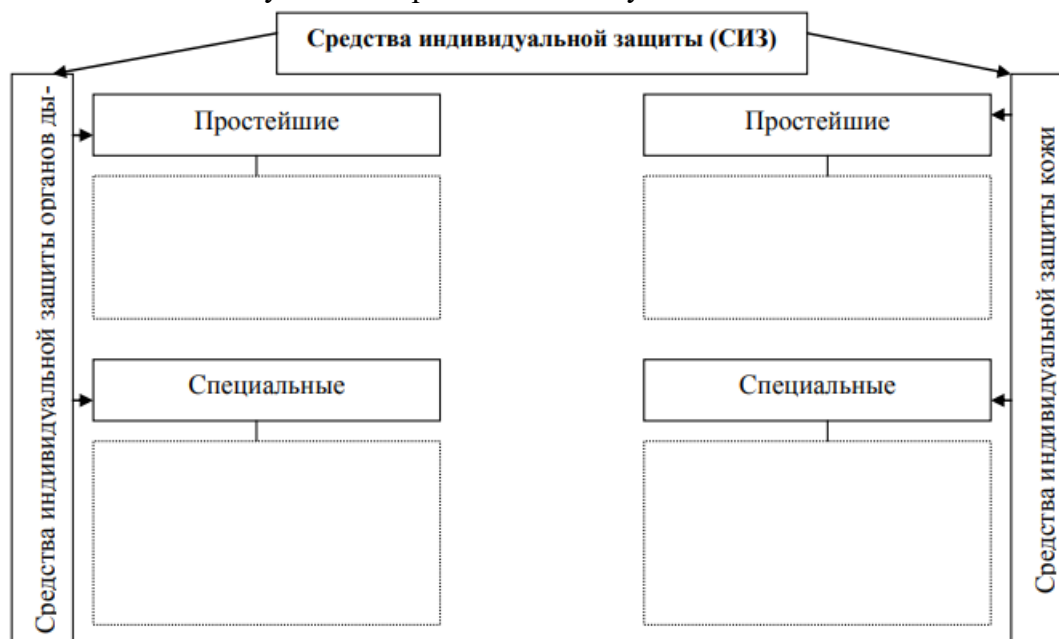 Средства индивидуальной защиты (СИЗ)
Средства индивидуальной защиты органов ды-
Простейшие
Простейшие
Специальные
Специальные
Средства индивидуальной защиты кожи